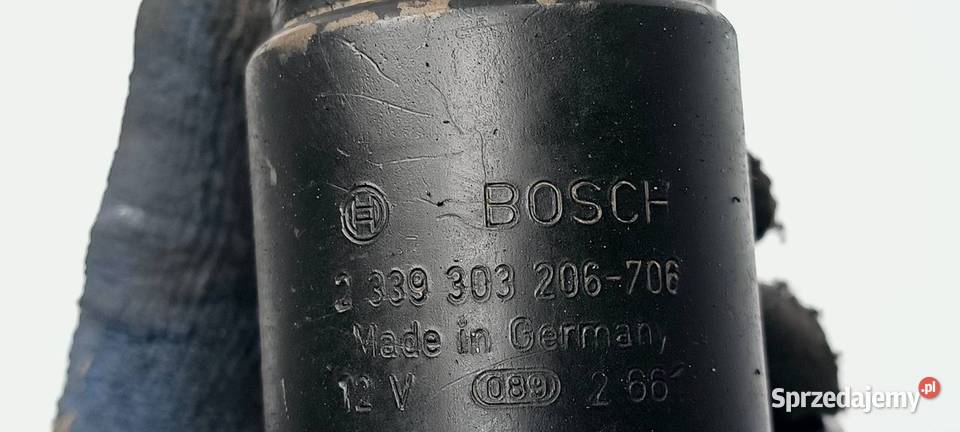 BOSCH
2 339 303 206-706
Made in Germany
12 V 089 2 66
Sprzedajemy.pl